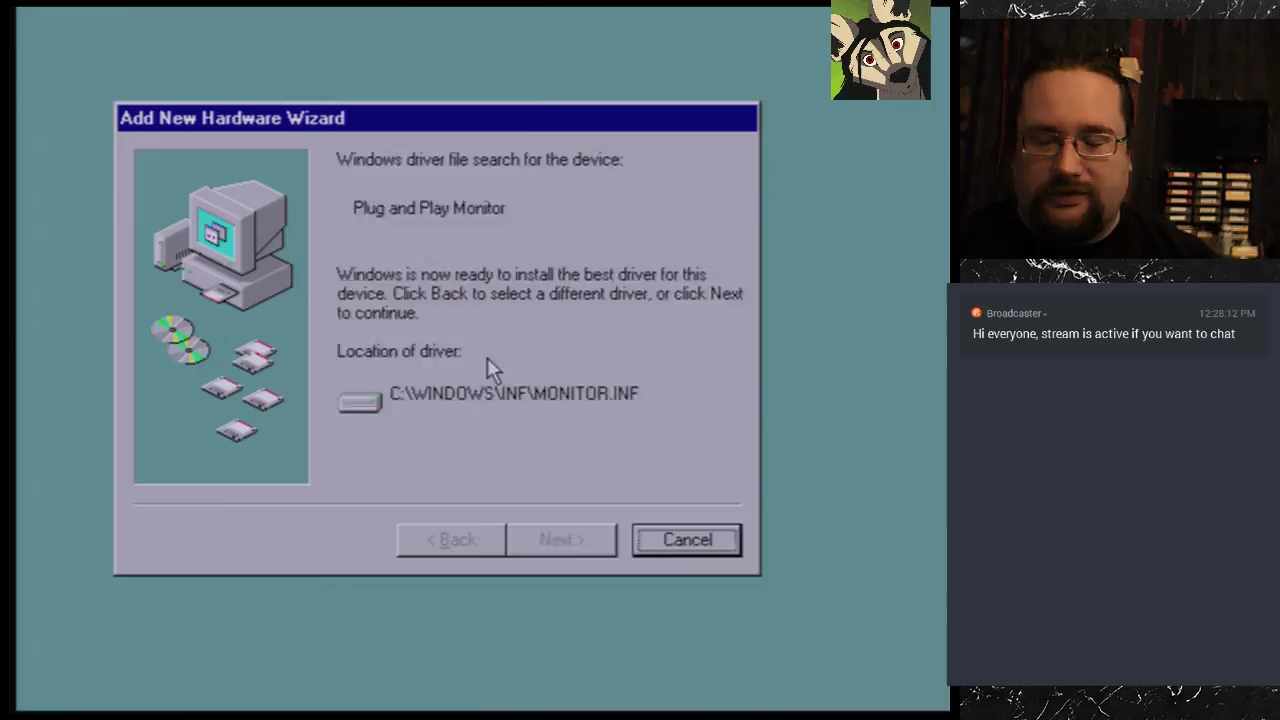 Add New Hardware Wizard
Windows driver file search for the device:
Plug and Play Monitor
Windows is now ready to install the best driver for this
device. Click Back to select a different driver, or click Next
to continue.
Location of driver:
C:\WINDOWS\INF\MONITOR.INF
< Back
Next >
Cancel
Broadcaster
12:28:12 PM
Hi everyone, stream is active if you want to chat